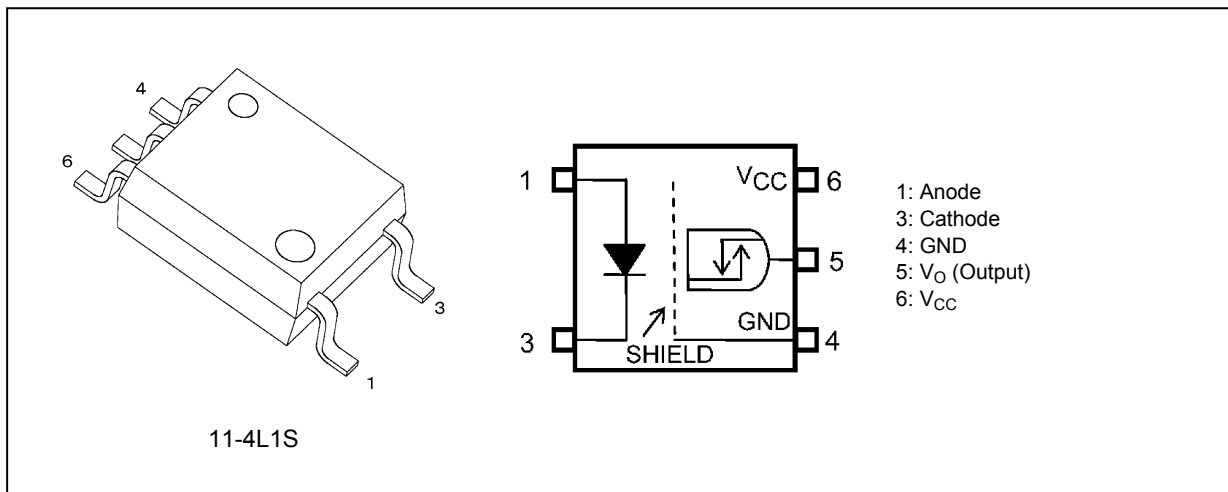 4
6
3
1
11-4L1S
1
VCC
6
5
GND
3
SHIELD
4
1: Anode
3: Cathode
4: GND
5: VO (Output)
6: VCC